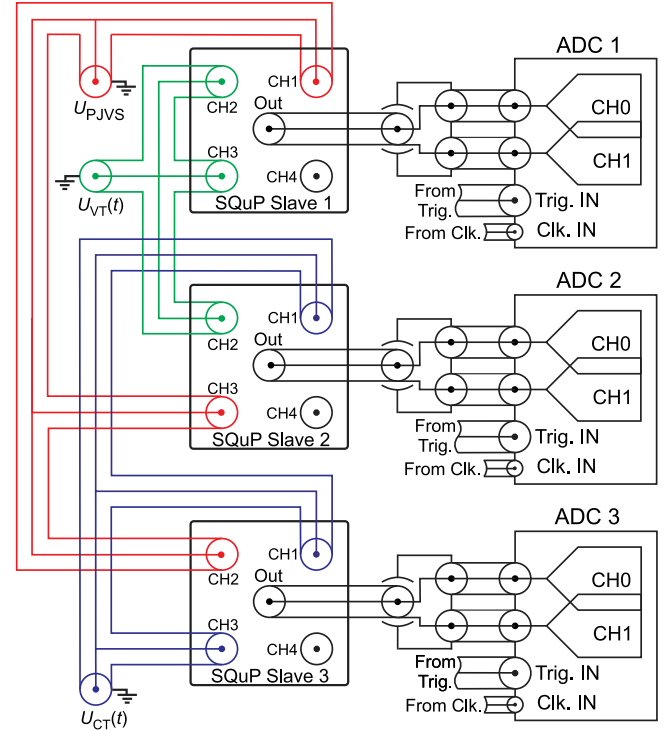 ADC 1
CH1
CH2
Out
CH0
U_PJVS
CH3
CH1
CH4
From
Trig.
Trig. IN
U_VT(t)
SQuP Slave 1
From Clk.
Clk. IN
ADC 2
CH1
CH2
Out
CH0
CH3
CH1
CH4
From
Trig.
Trig. IN
SQuP Slave 2
From Clk.
Clk. IN
ADC 3
CH1
CH2
Out
CH0
CH3
CH1
CH4
From
Trig.
Trig. IN
SQuP Slave 3
From Clk.
Clk. IN
U_CT(t)